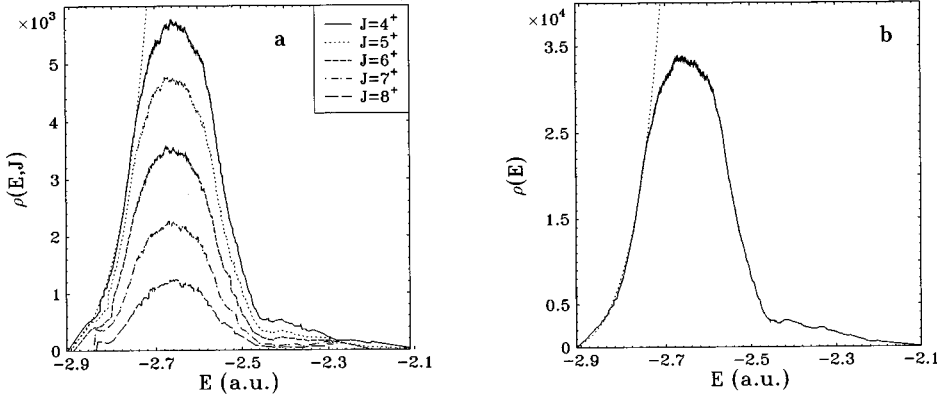 ×10³
a
J=4⁺
J=5⁺
J=6⁺
J=7⁺
J=8⁺
6
5
4
3
2
1
0
ρ(E,J)
−2.9
−2.7
−2.5
−2.3
−2.1
E (a.u.)
×10⁴
b
3.5
2.5
1.5
0.5
0
ρ(E)
−2.9
−2.7
−2.5
−2.3
−2.1
E (a.u.)